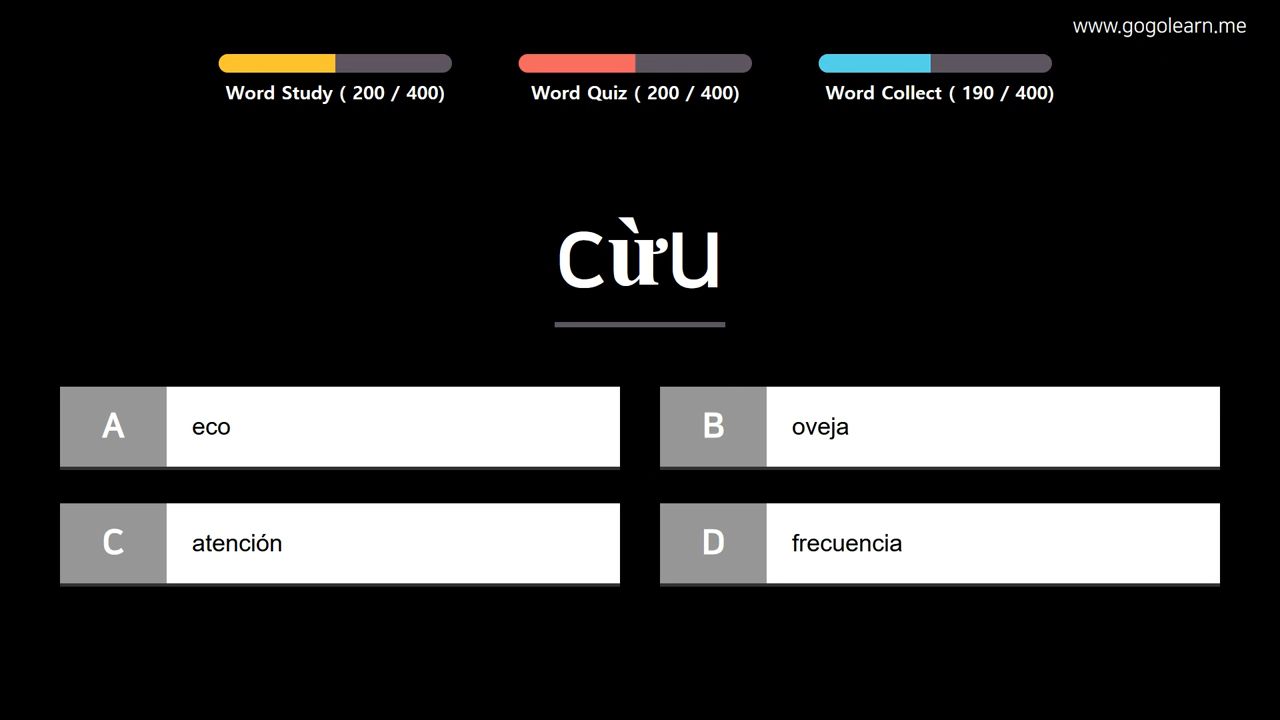 www.gogolearn.me
Word Study ( 200 / 400)
Word Quiz ( 200 / 400)
Word Collect ( 190 / 400)
cừu
A eco
B oveja
C atención
D frecuencia